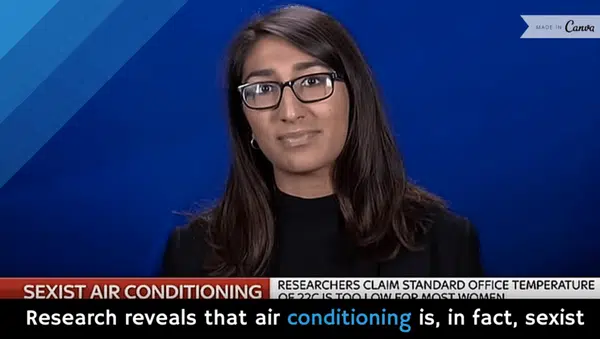 MADE IN Canva
SEXIST AIR CONDITIONING
RESEARCHERS CLAIM STANDARD OFFICE TEMPERATURE
OF 22C IS TOO LOW FOR MOST WOMEN
Research reveals that air conditioning is, in fact, sexist